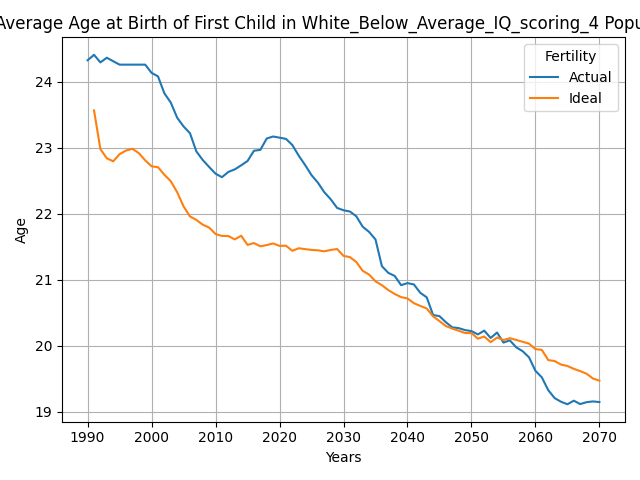 Average Age at Birth of First Child in White_Below_Average_IQ_scoring_4
Fertility
Actual
Ideal
24
23
22
21
20
19
Age
1990
2000
2010
2020
2030
2040
2050
2060
2070
Years